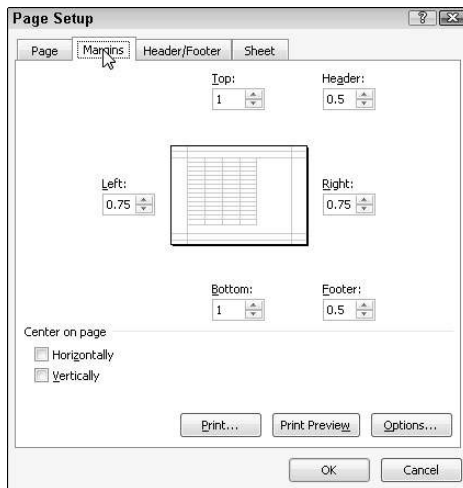 Page Setup
Page Margins Header/Footer Sheet
Top: Header:
1 0.5
Left: Right:
0.75 0.75
Bottom: Footer:
1 0.5
Center on page
Horizontally
Vertically
Print... Print Preview Options...
OK Cancel